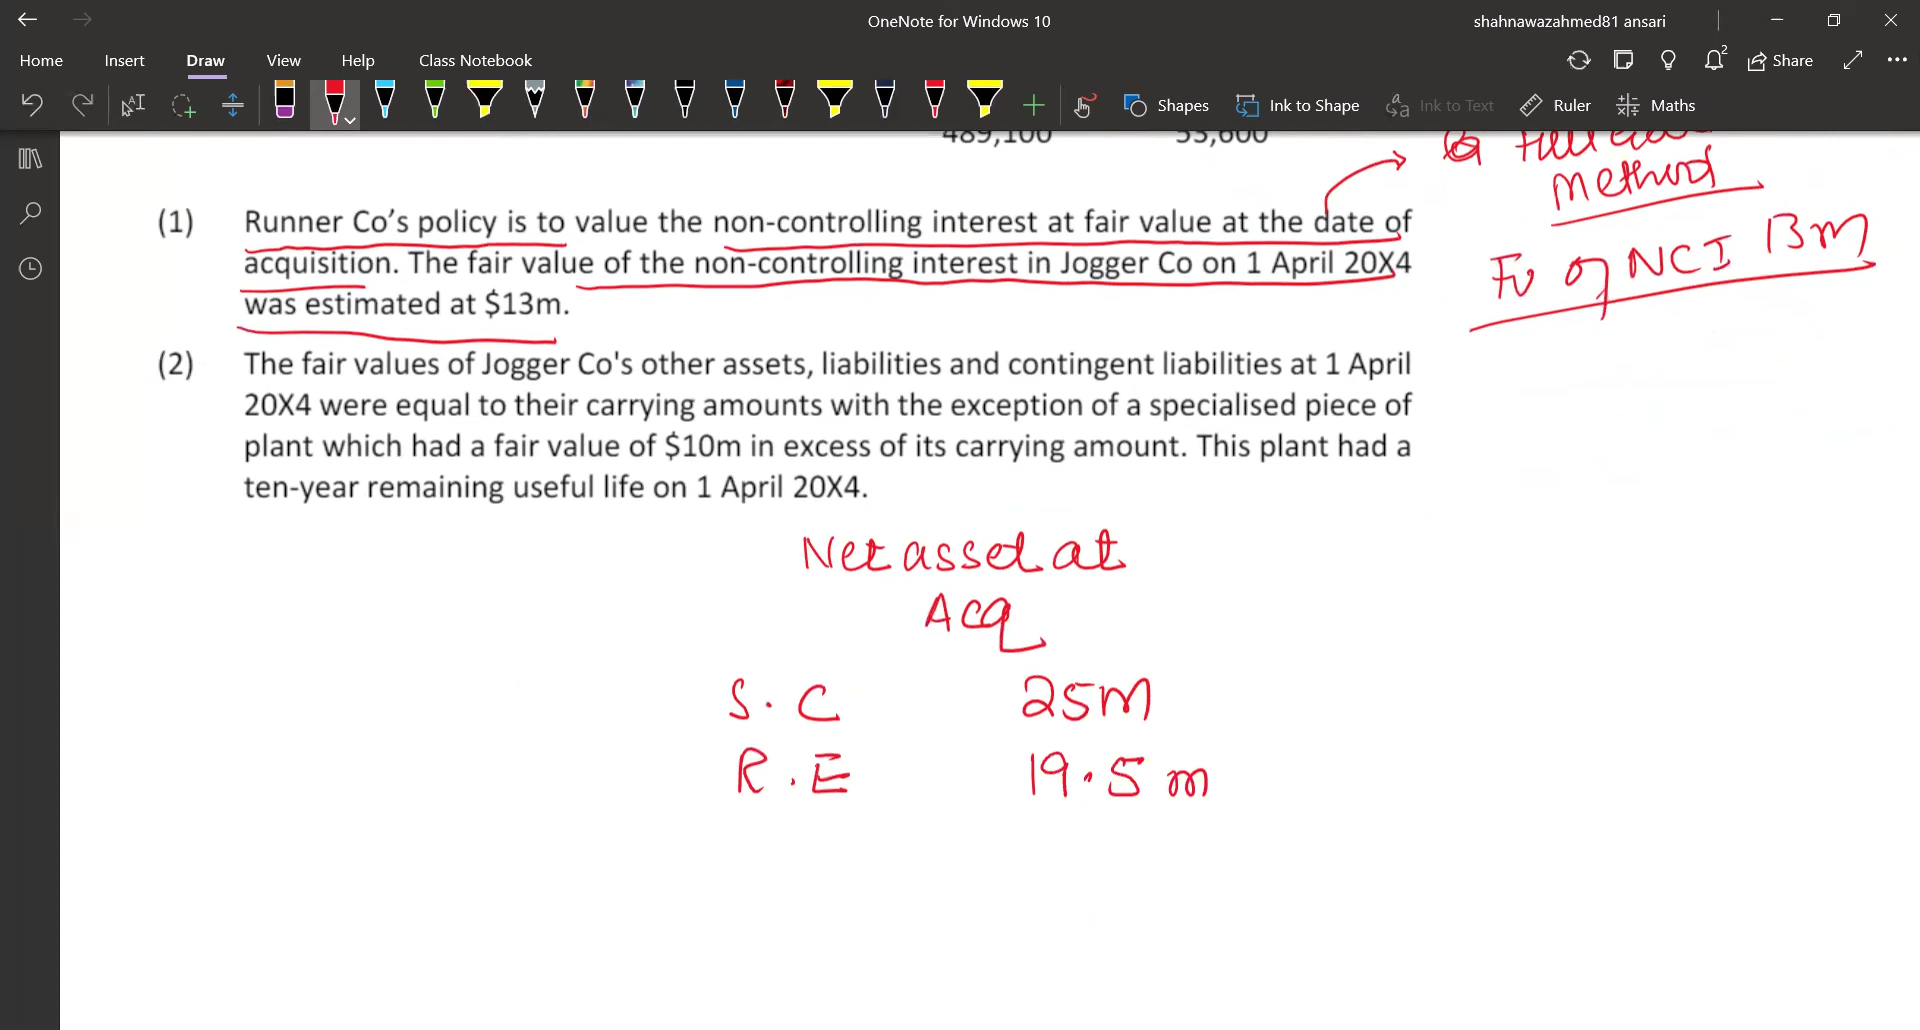 OneNote for Windows 10
shahnawazahmed81 ansari
Home Insert Draw View Help Class Notebook
2 Share
Shapes Ink to Shape Ink to Text Ruler Maths
489,100 53,600
Method
(1) Runner Co’s policy is to value the non-controlling interest at fair value at the date of
acquisition. The fair value of the non-controlling interest in Jogger Co on 1 April 20X4
was estimated at $13m.
Fv of NCI 13m
(2) The fair values of Jogger Co's other assets, liabilities and contingent liabilities at 1 April
20X4 were equal to their carrying amounts with the exception of a specialised piece of
plant which had a fair value of $10m in excess of its carrying amount. This plant had a
ten-year remaining useful life on 1 April 20X4.
Net asset at
Acq
S.C 25M
R.E 19.5 m